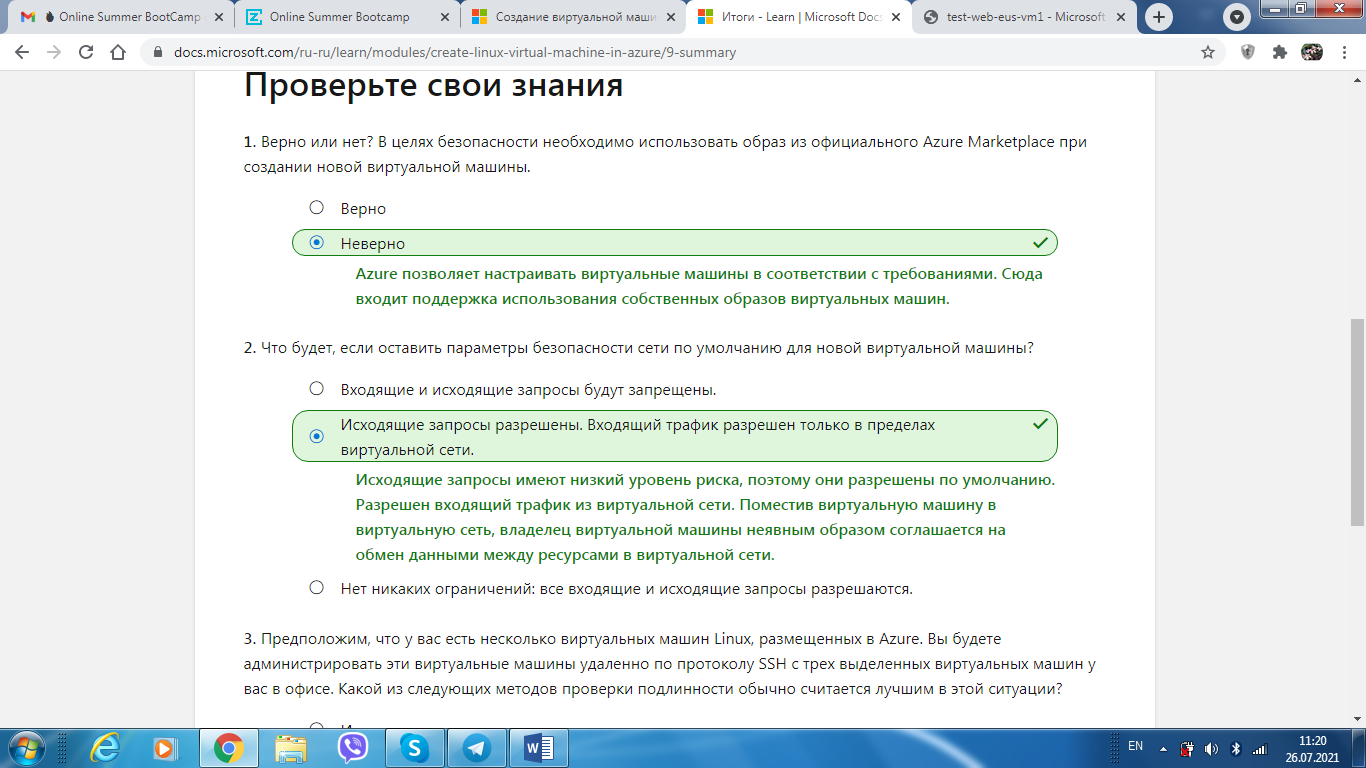 Online Summer BootCamp
Online Summer Bootcamp
Создание виртуальной маши
Итоги - Learn | Microsoft Docs
test-web-eus-vm1 - Microsoft
docs.microsoft.com/ru-ru/learn/modules/create-linux-virtual-machine-in-azure/9-summary
Проверьте свои знания
1. Верно или нет? В целях безопасности необходимо использовать образ из официального Azure Marketplace при
создании новой виртуальной машины.
Верно
Неверно
Azure позволяет настраивать виртуальные машины в соответствии с требованиями. Сюда
входит поддержка использования собственных образов виртуальных машин.
2. Что будет, если оставить параметры безопасности сети по умолчанию для новой виртуальной машины?
Входящие и исходящие запросы будут запрещены.
Исходящие запросы разрешены. Входящий трафик разрешен только в пределах
виртуальной сети.
Исходящие запросы имеют низкий уровень риска, поэтому они разрешены по умолчанию.
Разрешен входящий трафик из виртуальной сети. Поместив виртуальную машину в
виртуальную сеть, владелец виртуальной машины неявным образом соглашается на
обмен данными между ресурсами в виртуальной сети.
Нет никаких ограничений: все входящие и исходящие запросы разрешаются.
3. Предположим, что у вас есть несколько виртуальных машин Linux, размещенных в Azure. Вы будете
администрировать эти виртуальные машины удаленно по протоколу SSH с трех выделенных виртуальных машин у
вас в офисе. Какой из следующих методов проверки подлинности обычно считается лучшим в этой ситуации?
EN
11:20
26.07.2021